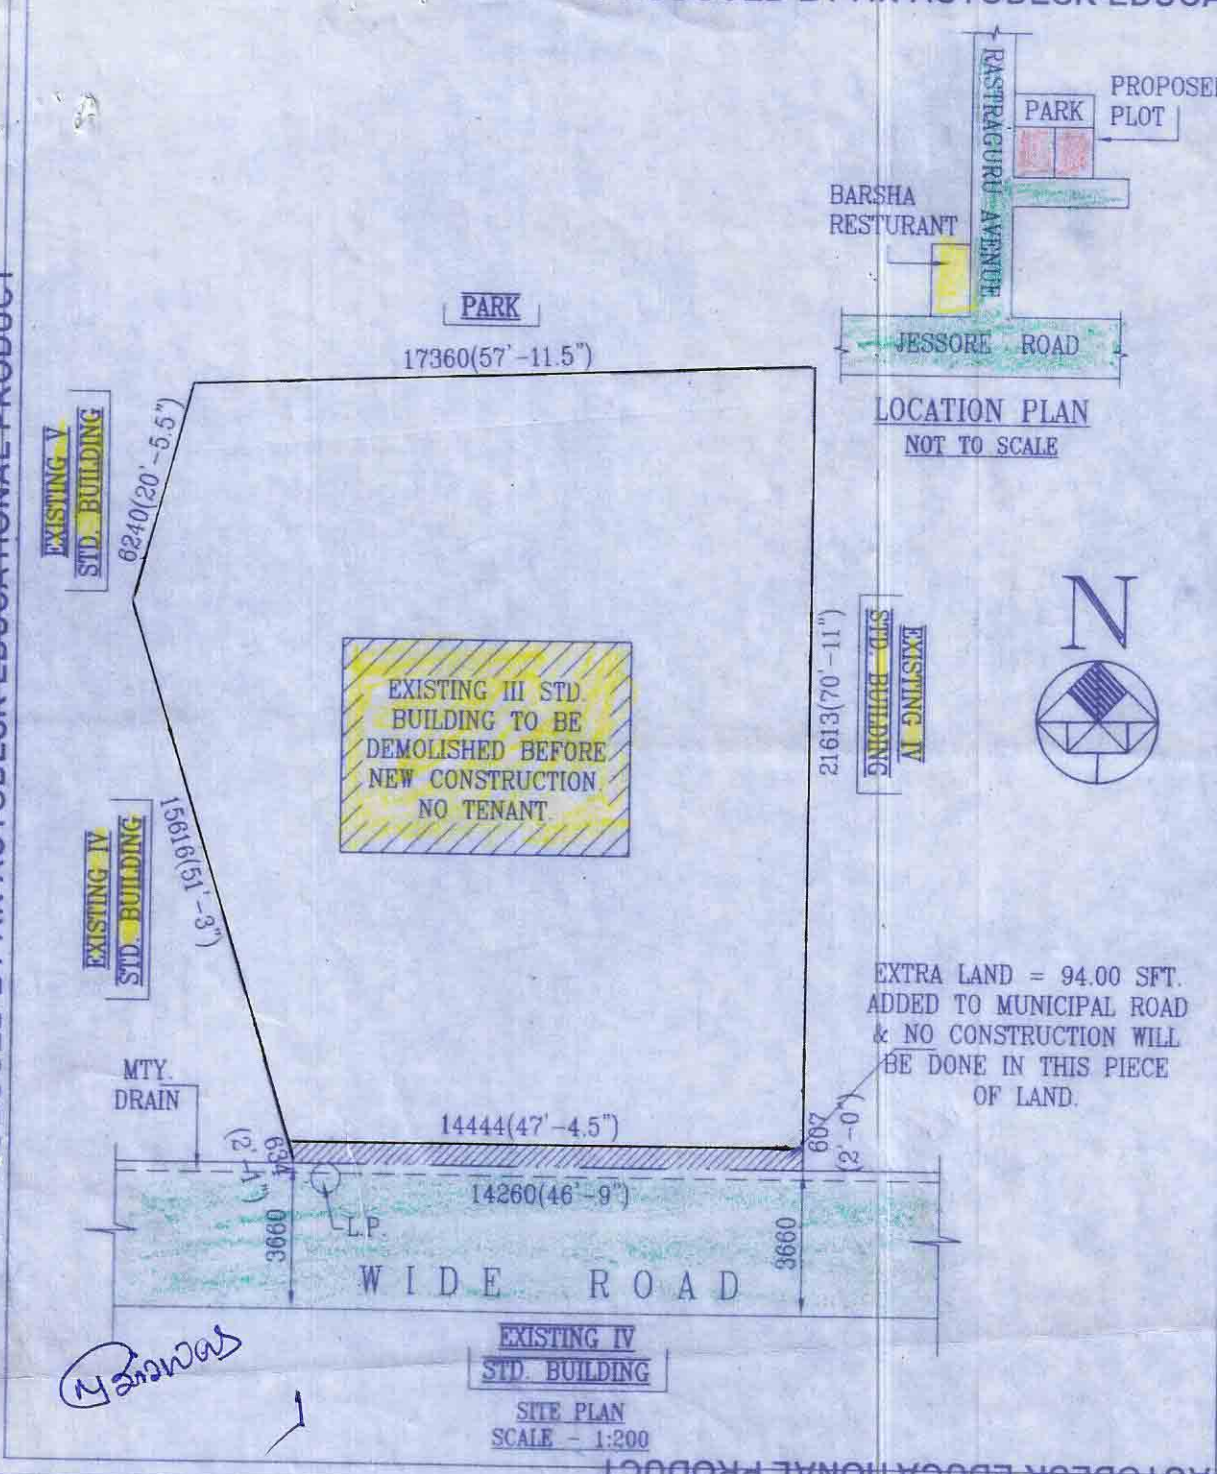 RASTRAGURU AVENUE
PARK
PROPOSED
PLOT
BARSHA
RESTURANT
JESSORE ROAD
LOCATION PLAN
NOT TO SCALE
PARK
17360(57'-11.5")
EXISTING V
STD. BUILDING
6240(20'-5.5")
N
EXISTING III STD.
BUILDING TO BE
DEMOLISHED BEFORE
NEW CONSTRUCTION.
NO TENANT.
21613(70'-11")
EXISTING IV
STD. BUILDING
15616(51'-3")
EXISTING IV
STD. BUILDING
EXTRA LAND = 94.00 SFT.
ADDED TO MUNICIPAL ROAD
& NO CONSTRUCTION WILL
BE DONE IN THIS PIECE
OF LAND.
MTY.
DRAIN
14444(47'-4.5")
634
(2'-1")
607
(2'-0")
14260(46'-9")
L.P.
3660
3660
WIDE ROAD
EXISTING IV
STD. BUILDING
SITE PLAN
SCALE - 1:200